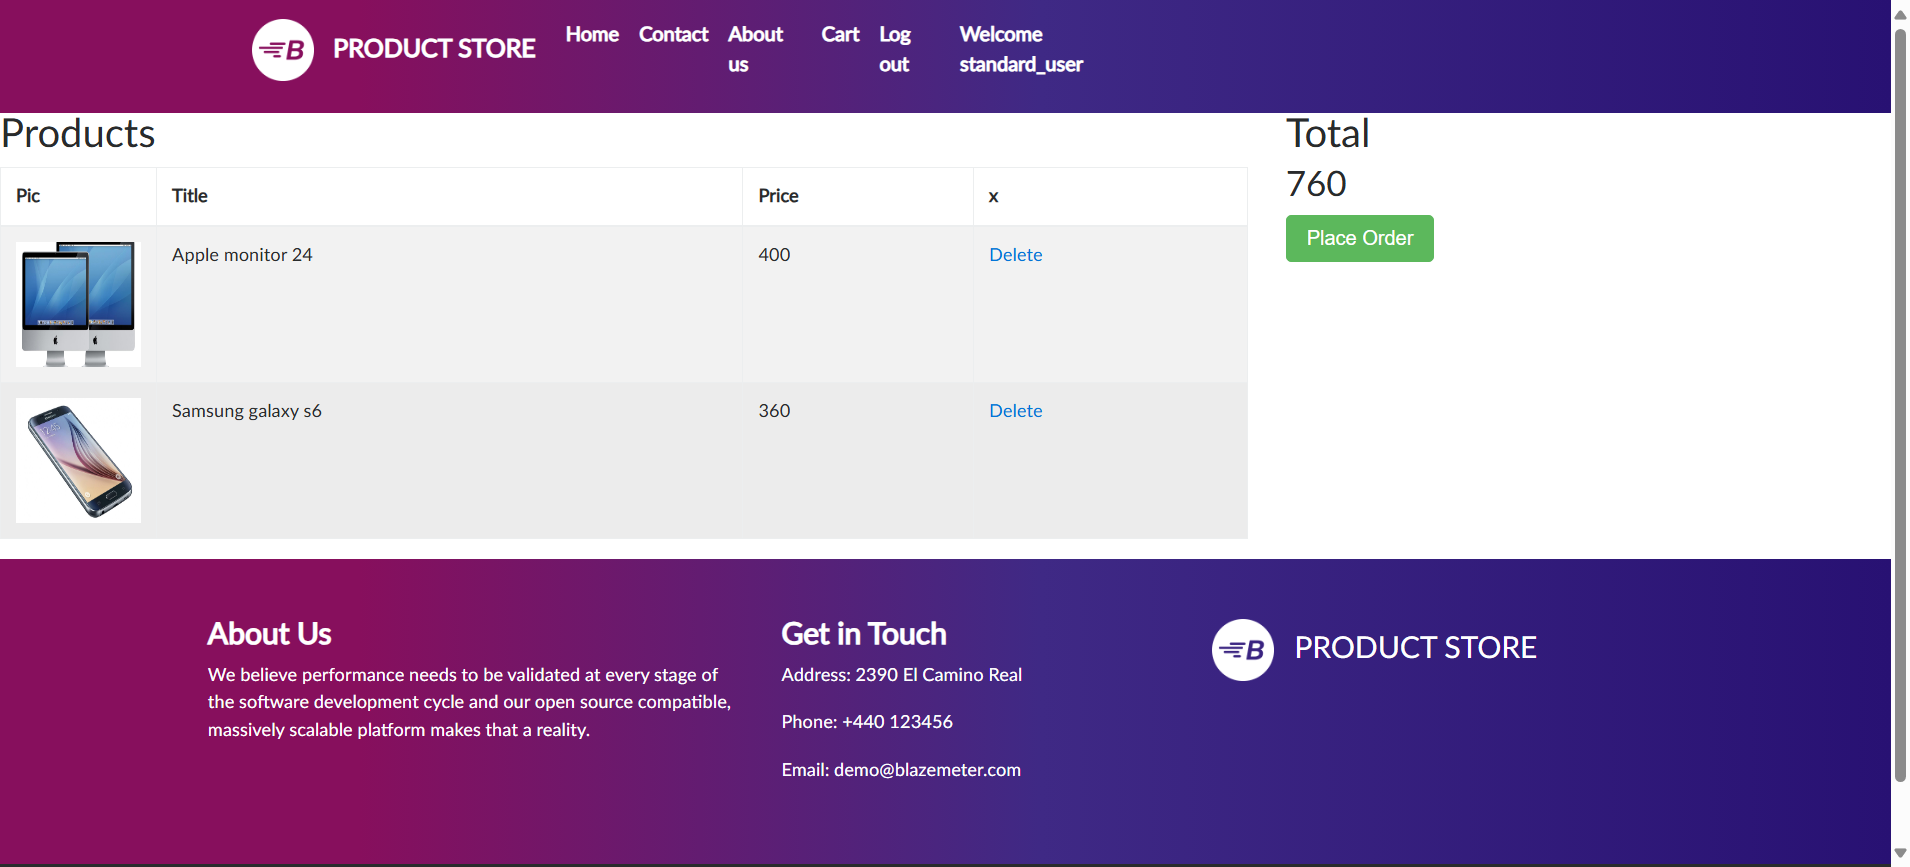 B PRODUCT STORE Home Contact About us Cart Log out Welcome standard_user
Products
Total
760
Place Order
Pic Title Price x
Apple monitor 24 400 Delete
Samsung galaxy s6 360 Delete
About Us
We believe performance needs to be validated at every stage of
the software development cycle and our open source compatible,
massively scalable platform makes that a reality.
Get in Touch
Address: 2390 El Camino Real
Phone: +440 123456
Email: demo@blazemeter.com
B PRODUCT STORE